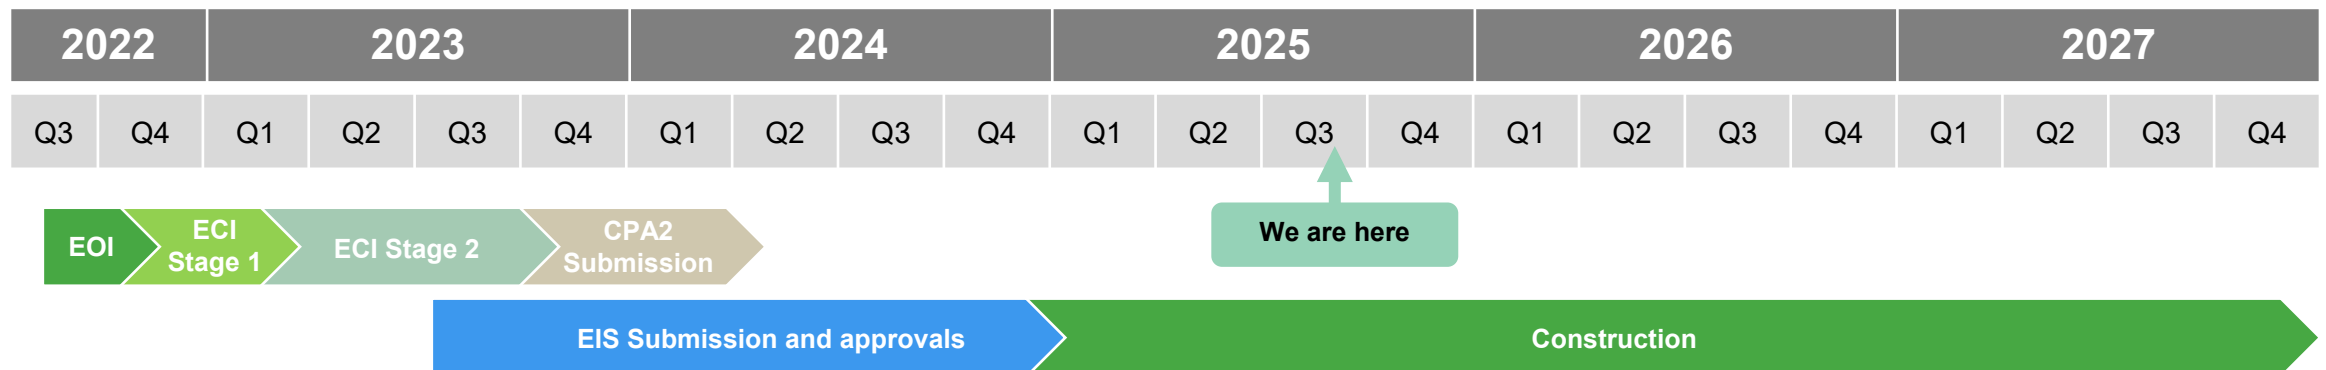 2022 2023 2024 2025 2026 2027
Q3 Q4 Q1 Q2 Q3 Q4 Q1 Q2 Q3 Q4 Q1 Q2 Q3 Q4 Q1 Q2 Q3 Q4 Q1 Q2 Q3 Q4
EOI
ECI
Stage 1
ECI Stage 2
CPA2
Submission
We are here
EIS Submission and approvals
Construction